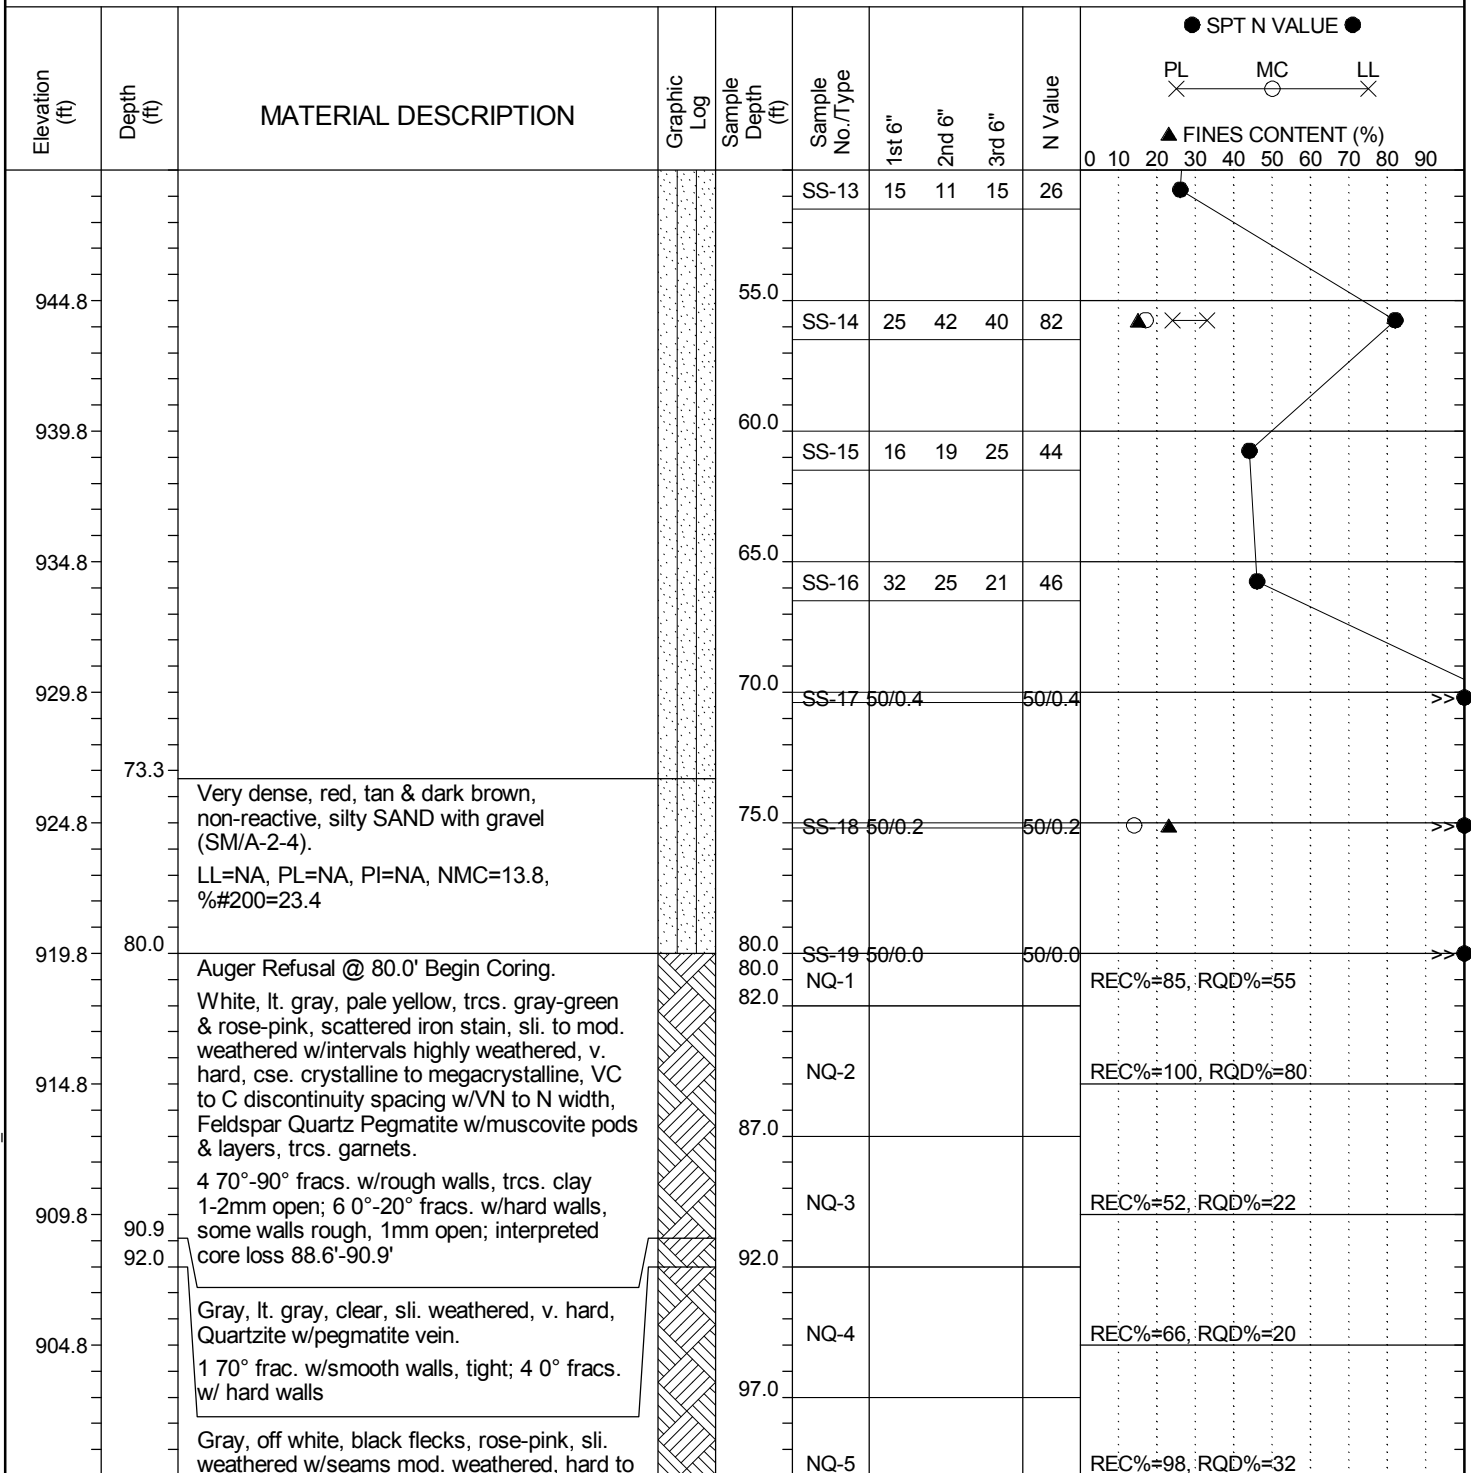 ● SPT N VALUE ●
PL MC LL
▲ FINES CONTENT (%)
0 10 20 30 40 50 60 70 80 90
Elevation (ft)
Depth (ft)
MATERIAL DESCRIPTION
Graphic Log
Sample Depth (ft)
Sample No./Type
1st 6"
2nd 6"
3rd 6"
N Value
SS-13 15 11 15 26
944.8
55.0
SS-14 25 42 40 82
939.8
60.0
SS-15 16 19 25 44
934.8
65.0
SS-16 32 25 21 46
929.8
70.0
SS-17 50/0.4 50/0.4 >>
73.3
Very dense, red, tan & dark brown,
non-reactive, silty SAND with gravel
(SM/A-2-4).
LL=NA, PL=NA, PI=NA, NMC=13.8,
%#200=23.4
924.8
75.0
SS-18 50/0.2 50/0.2 >>
919.8
80.0
80.0
SS-19 50/0.0 50/0.0 >>
Auger Refusal @ 80.0' Begin Coring.
80.0
NQ-1 REC%=85, RQD%=55
82.0
White, lt. gray, pale yellow, trcs. gray-green
& rose-pink, scattered iron stain, sli. to mod.
weathered w/intervals highly weathered, v.
hard, cse. crystalline to megacrystalline, VC
to C discontinuity spacing w/VN to N width,
Feldspar Quartz Pegmatite w/muscovite pods
& layers, trcs. garnets.
914.8
NQ-2 REC%=100, RQD%=80
87.0
4 70°-90° fracs. w/rough walls, trcs. clay
1-2mm open; 6 0°-20° fracs. w/hard walls,
some walls rough, 1mm open; interpreted
core loss 88.6'-90.9'
909.8
NQ-3 REC%=52, RQD%=22
90.9
92.0
92.0
Gray, lt. gray, clear, sli. weathered, v. hard,
Quartzite w/pegmatite vein.
904.8
NQ-4 REC%=66, RQD%=20
1 70° frac. w/smooth walls, tight; 4 0° fracs.
w/ hard walls
97.0
Gray, off white, black flecks, rose-pink, sli.
weathered w/seams mod. weathered, hard to
NQ-5 REC%=98, RQD%=32